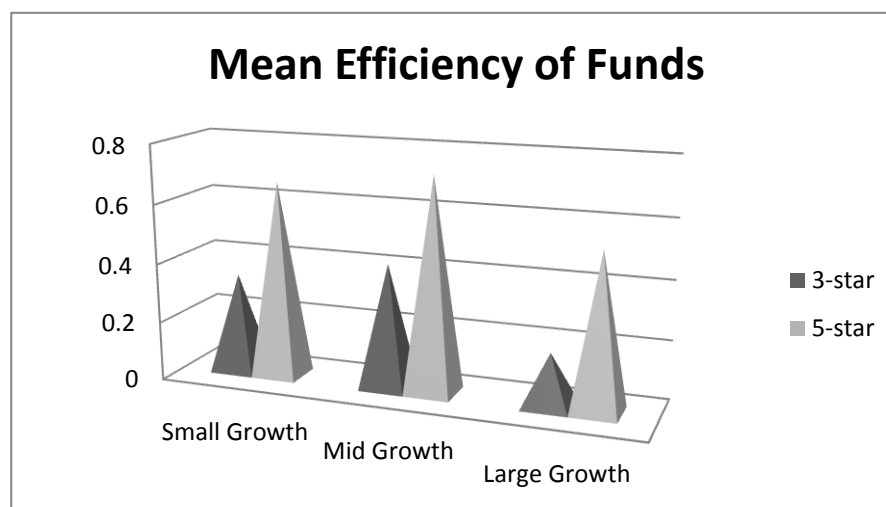 Mean Efficiency of Funds
0.8
0.6
0.4
0.2
0
Small Growth
Mid Growth
Large Growth
3-star
5-star